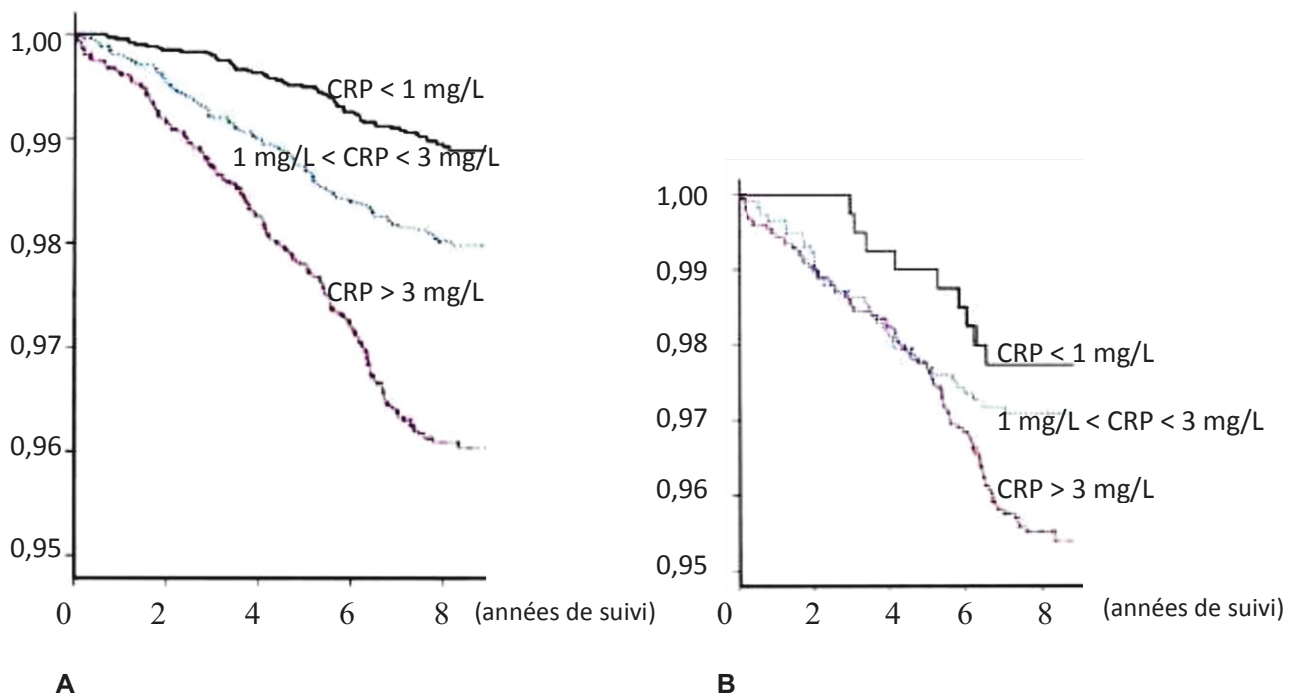 1,00
CRP < 1 mg/L
0,99
1 mg/L < CRP < 3 mg/L
0,98
CRP > 3 mg/L
0,97
0,96
0,95
0 2 4 6 8 (années de suivi)
A
1,00
0,99
0,98
CRP < 1 mg/L
0,97
1 mg/L < CRP < 3 mg/L
0,96
CRP > 3 mg/L
0,95
0 2 4 6 8 (années de suivi)
B